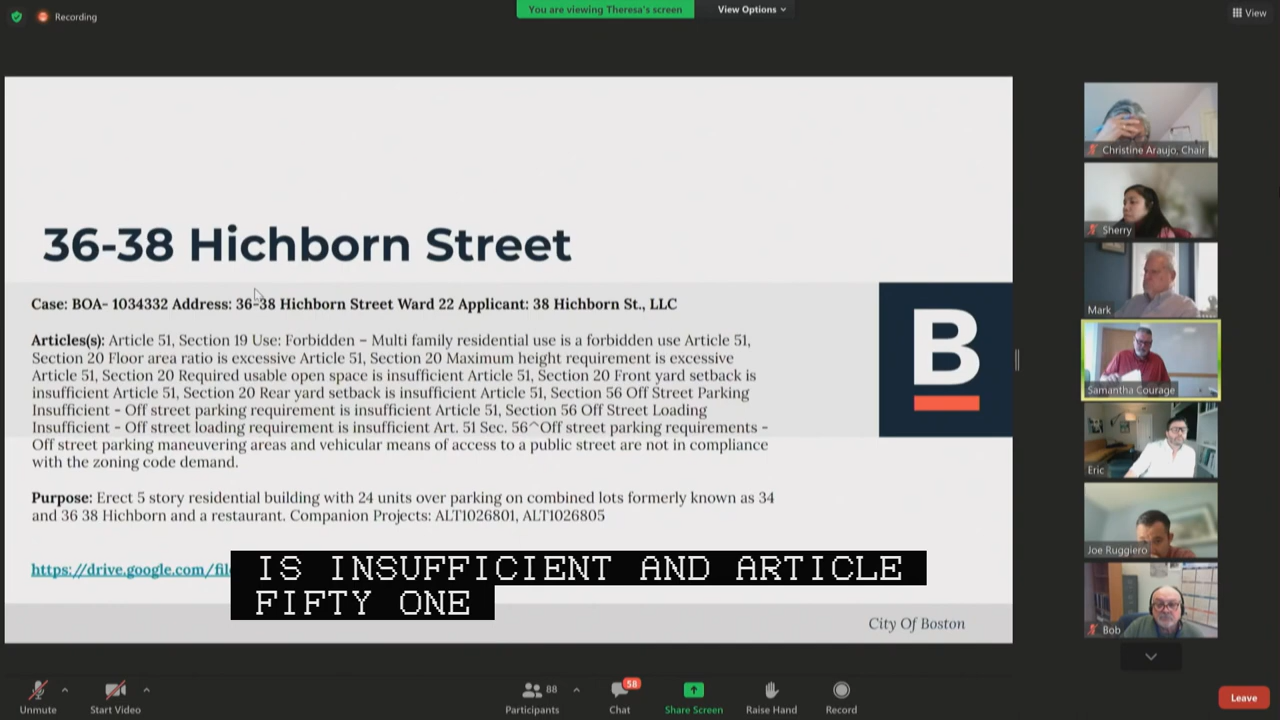 Recording
You are viewing Theresa's screen
View Options
View
36-38 Hichborn Street
Case: BOA- 1034332 Address: 36-38 Hichborn Street Ward 22 Applicant: 38 Hichborn St., LLC
Articles(s): Article 51, Section 19 Use: Forbidden – Multi family residential use is a forbidden use Article 51,
Section 20 Floor area ratio is excessive Article 51, Section 20 Maximum height requirement is excessive
Article 51, Section 20 Required usable open space is insufficient Article 51, Section 20 Front yard setback is
insufficient Article 51, Section 20 Rear yard setback is insufficient Article 51, Section 56 Off Street Parking
Insufficient - Off street parking requirement is insufficient Article 51, Section 56 Off Street Loading
Insufficient - Off street loading requirement is insufficient Art. 51 Sec. 56^Off street parking requirements -
Off street parking maneuvering areas and vehicular means of access to a public street are not in compliance
with the zoning code demand.
Purpose: Erect 5 story residential building with 24 units over parking on combined lots formerly known as 34
and 36 38 Hichborn and a restaurant. Companion Projects: ALT1026801, ALT1026805
https://drive.google.com/fil
IS INSUFFICIENT AND ARTICLE
FIFTY ONE
City Of Boston
B
Christine Araujo, Chair
Sherry
Mark
Samantha Courage
Eric
Joe Ruggiero
Bob
Unmute
Start Video
88
Participants
58
Chat
Share Screen
Raise Hand
Record
Leave